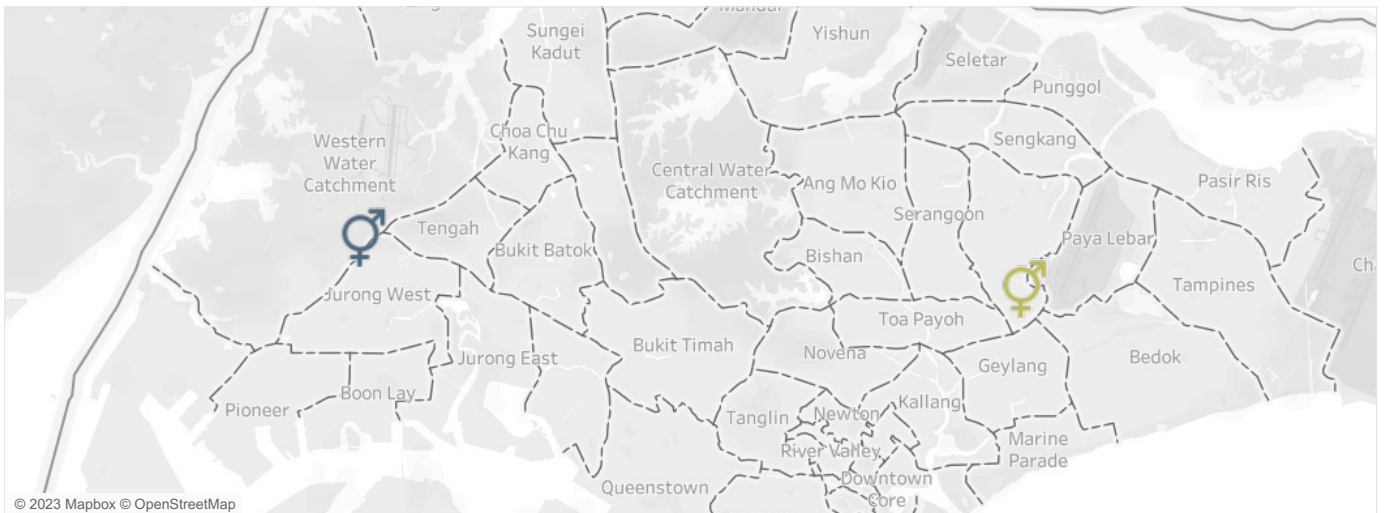 Mandai
Sungei
Kadut
Yishun
Seletar
Punggol
Western
Water
Catchment
Choa Chu
Kang
Sengkang
Central Water
Catchment
Ang Mo Kio
Pasir Ris
Tengah
Serangoon
Bukit Batok
Bishan
Paya Lebar
Tampines
Jurong West
Toa Payoh
Bukit Timah
Novena
Jurong East
Geylang
Bedok
Boon Lay
Pioneer
Tanglin
Newton
Kallang
Marine
Parade
River Valley
Downtown
Core
Queenstown
© 2023 Mapbox © OpenStreetMap